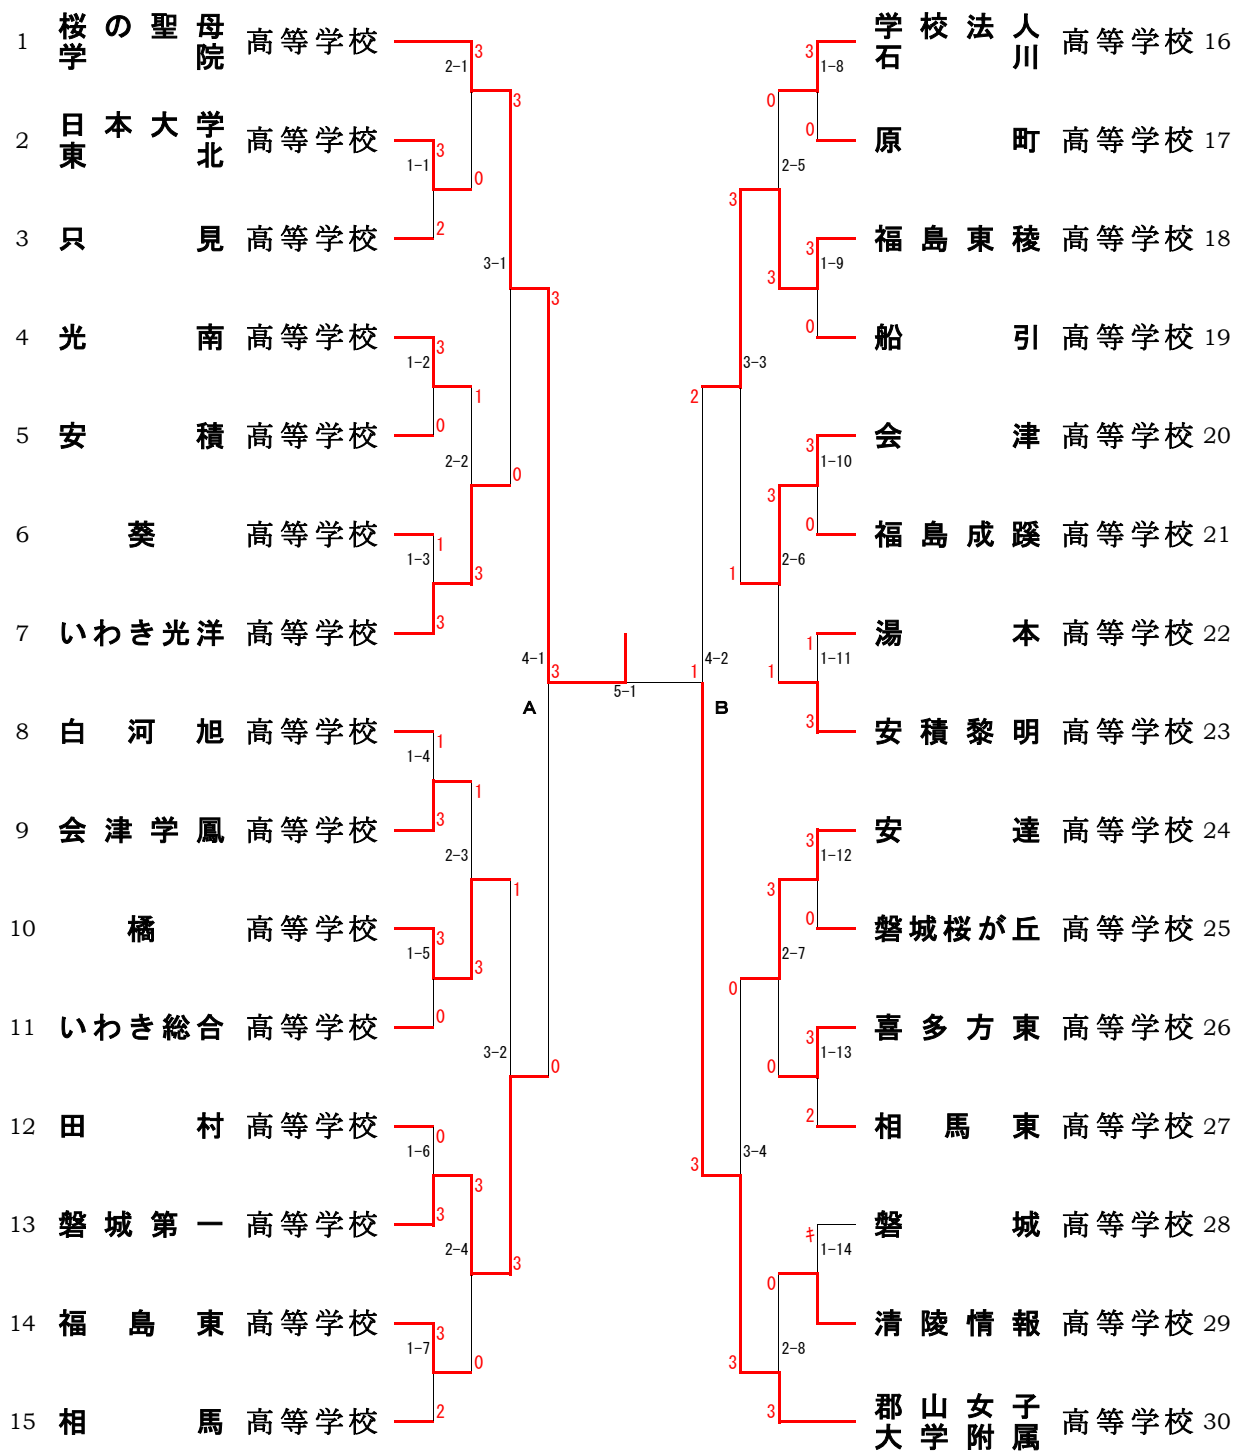 1 桜の聖母学院 高等学校
2 日本大学東北 高等学校
3 只見 高等学校
4 光南 高等学校
5 安積 高等学校
6 葵 高等学校
7 いわき光洋 高等学校
8 白河旭 高等学校
9 会津学鳳 高等学校
10 橘 高等学校
11 いわき総合 高等学校
12 田村 高等学校
13 磐城第一 高等学校
14 福島東 高等学校
15 相馬 高等学校
3
2-1
3
3
1-1
0
2
3-1
3
3
1-2
1
0
2-2
0
1
1-3
3
3
4-1
3
A
1
1-4
1
3
2-3
1
3
1-5
3
0
3-2
0
0
1-6
3
3
2-4
3
3
1-7
0
2
5-1
3
1-8
0
0
2-5
3
3
1-9
3
0
3-3
2
3
1-10
3
0
2-6
1
1
1-11
1
3
4-2
1
B
3
1-12
3
0
2-7
0
3
1-13
0
2
3-4
3
キ
1-14
0
2-8
3
3
学校法人石川 高等学校 16
原町 高等学校 17
福島東稜 高等学校 18
船引 高等学校 19
会津 高等学校 20
福島成蹊 高等学校 21
湯本 高等学校 22
安積黎明 高等学校 23
安達 高等学校 24
磐城桜が丘 高等学校 25
喜多方東 高等学校 26
相馬東 高等学校 27
磐城 高等学校 28
清陵情報 高等学校 29
郡山女子大学附属 高等学校 30